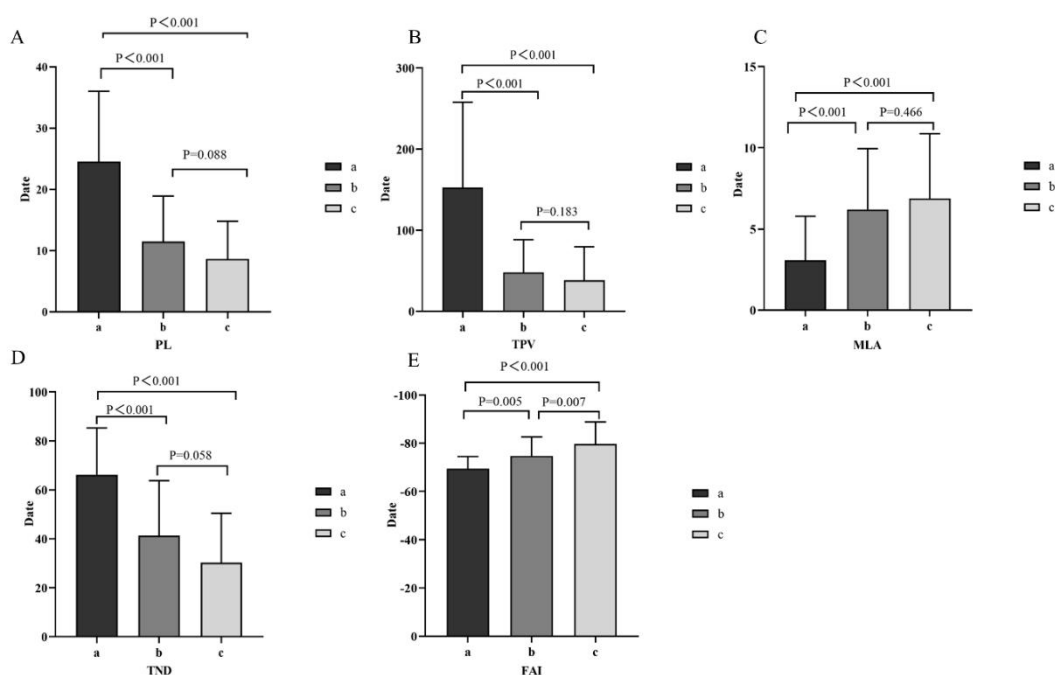 A
P＜0.001
P＜0.001
P=0.088
40
30
20
10
0
Date
a
b
c
PL
a
b
c
B
P＜0.001
P＜0.001
P=0.183
300
200
100
0
Date
a
b
c
TPV
a
b
c
C
P＜0.001
P＜0.001
P=0.466
15
10
5
0
Date
a
b
c
MLA
a
b
c
D
P＜0.001
P＜0.001
P=0.058
100
80
60
40
20
0
Date
a
b
c
TND
a
b
c
E
P＜0.001
P=0.005
P=0.007
-100
-80
-60
-40
-20
0
Date
a
b
c
FAI
a
b
c